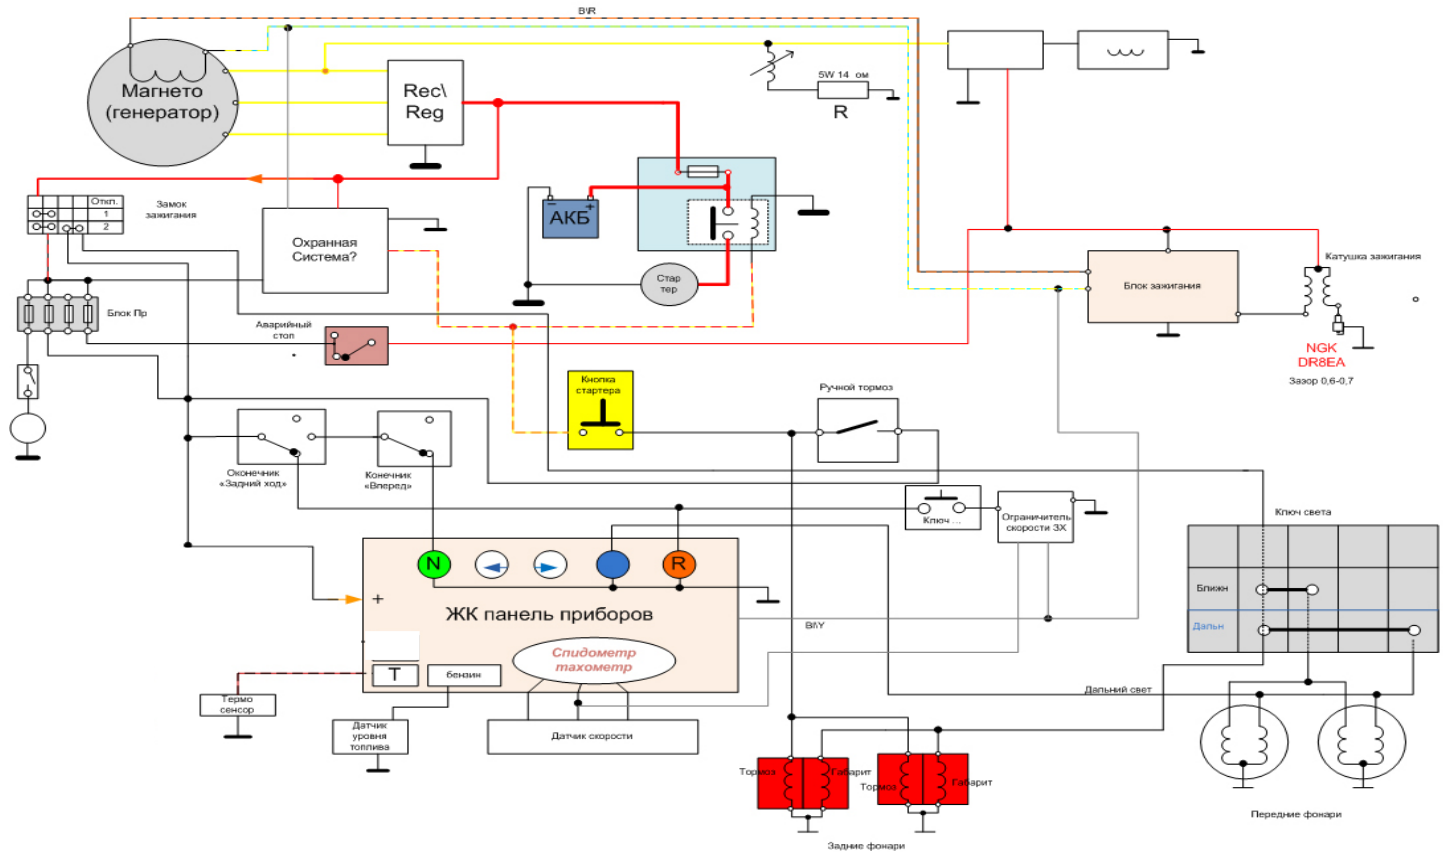 B\R
Магнето
(генератор)
Rec\
Reg
5W 14 ом
R
Откл.
1
2
Замок
зажигания
Охранная
Система?
АКБ
Стар
тер
Блок зажигания
Катушка зажигания
NGK
DR8EA
Зазор 0,6-0,7
Блок Пр
Аварийный
стоп
Кнопка
стартера
Ручной тормоз
Оконечник
«Задний ход»
Конечник
«Вперед»
Ключ ...
Ограничитель
скорости ЗХ
Ключ света
Ближн
Дальн
N
R
+
ЖК панель приборов
Спидометр
тахометр
T
бензин
Bl\Y
Термо
сенсор
Датчик
уровня
топлива
Датчик скорости
Дальний свет
Тормоз
Габарит
Тормоз
Габарит
Задние фонари
Передние фонари